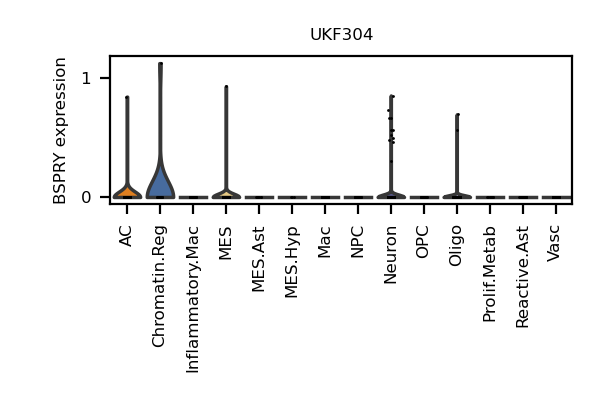 UKF304
BSPRY expression
1
0
AC
Chromatin.Reg
Inflammatory.Mac
MES
MES.Ast
MES.Hyp
Mac
NPC
Neuron
OPC
Oligo
Prolif.Metab
Reactive.Ast
Vasc